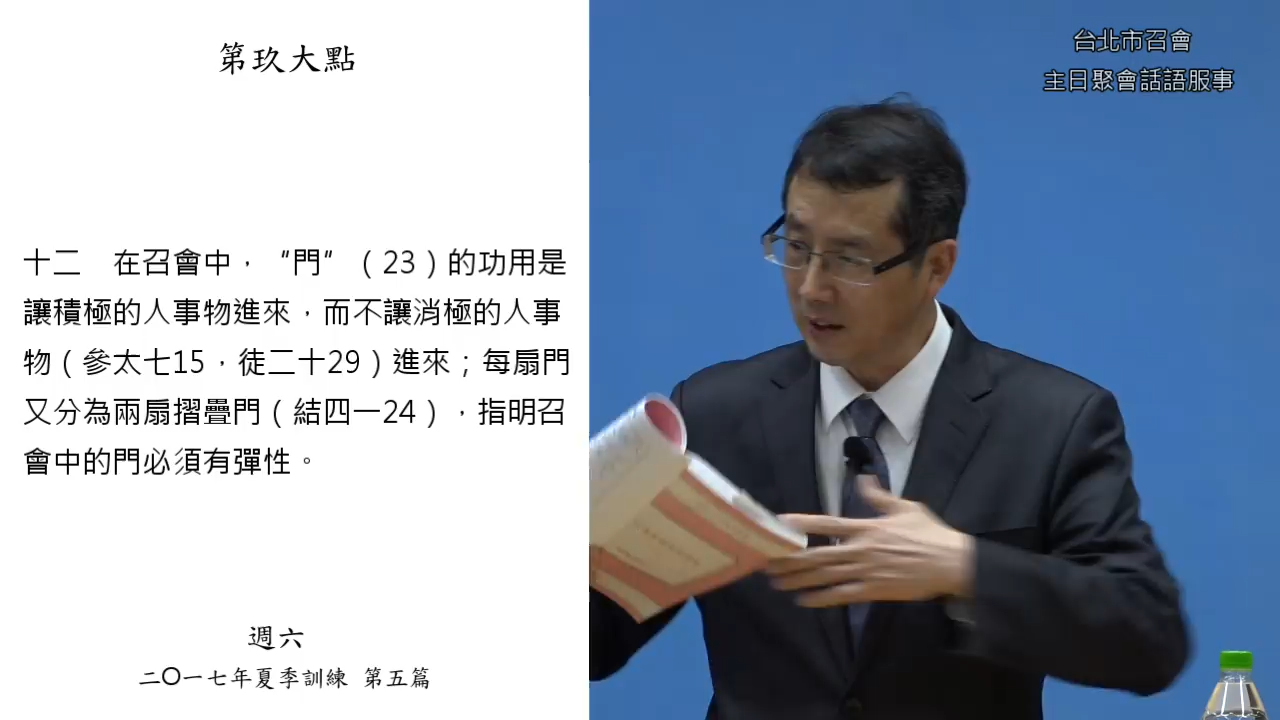 第玖大點
十二　在召會中，“門”（23）的功用是
讓積極的人事物進來，而不讓消極的人事
物（參太七15，徒二十29）進來；每扇門
又分為兩扇摺疊門（結四一24），指明召
會中的門必須有彈性。
週六
二〇一七年夏季訓練 第五篇
台北市召會
主日聚會話語服事